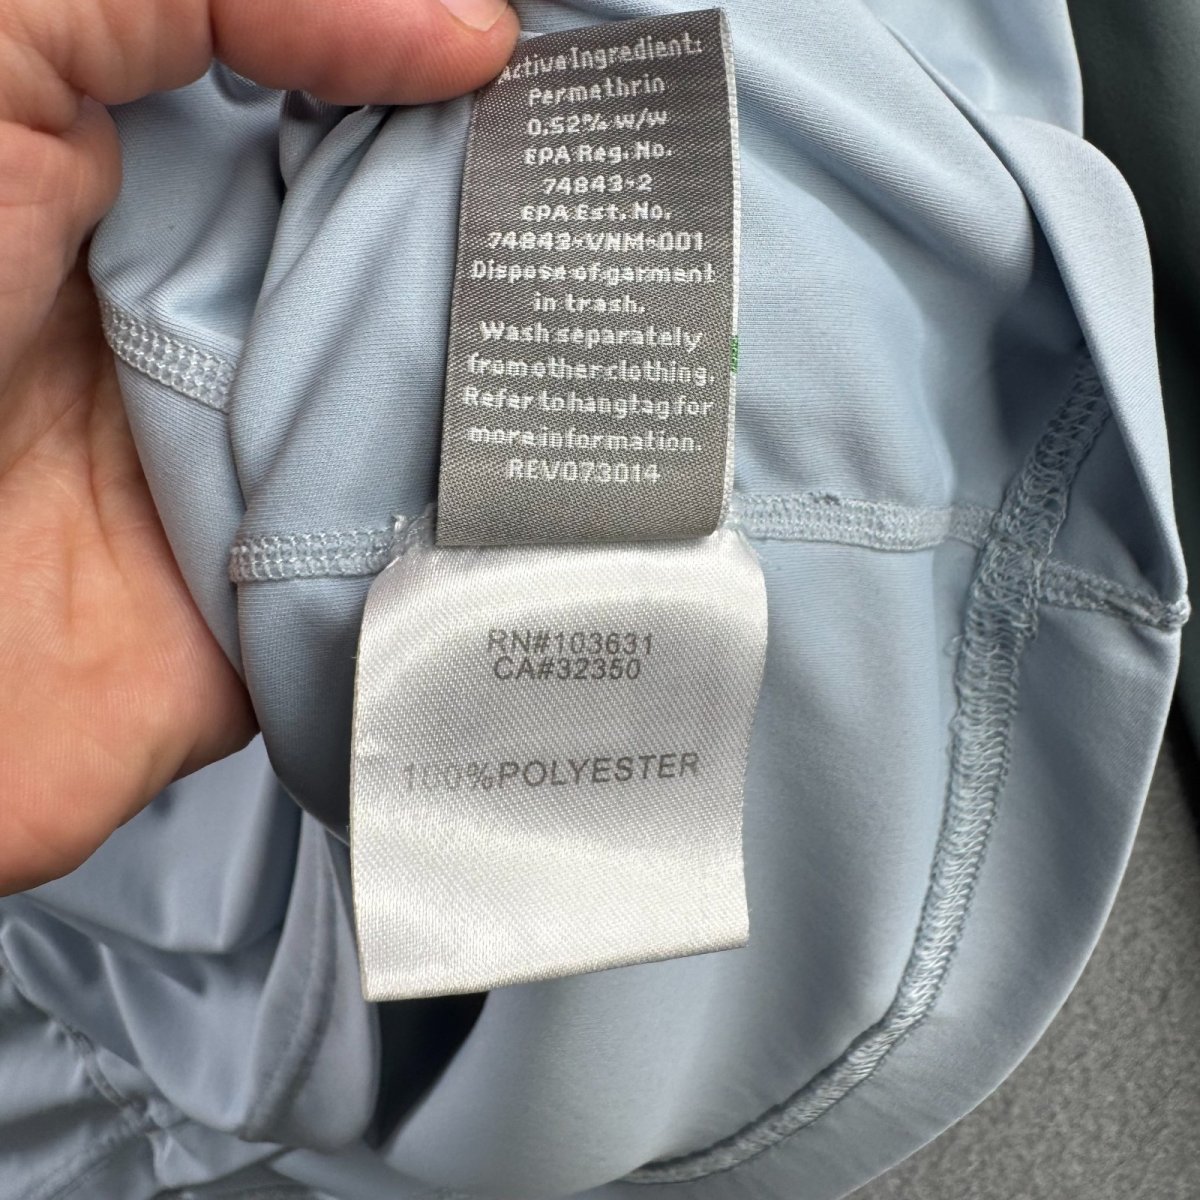 Active Ingredient:
Permethrin
0.52% w/w
EPA Reg. No.
74843-2
EPA Est. No.
74843-VNM-001
Dispose of garment
in trash.
Wash separately
from other clothing.
Refer to hangtag for
more information.
REV073014
RN#103631
CA#32350
100%POLYESTER